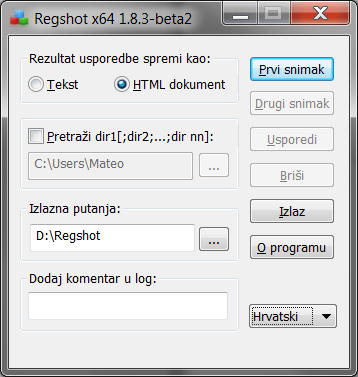 Regshot x64 1.8.3-beta2
Rezultat usporedbe spremi kao:
Tekst
HTML dokument
Prvi snimak
Drugi snimak
Usporedi
Briši
Pretraži dir1[;dir2;...;dir nn]:
C:\Users\Mateo
...
Izlazna putanja:
D:\Regshot
...
Izlaz
O programu
Dodaj komentar u log:
Hrvatski